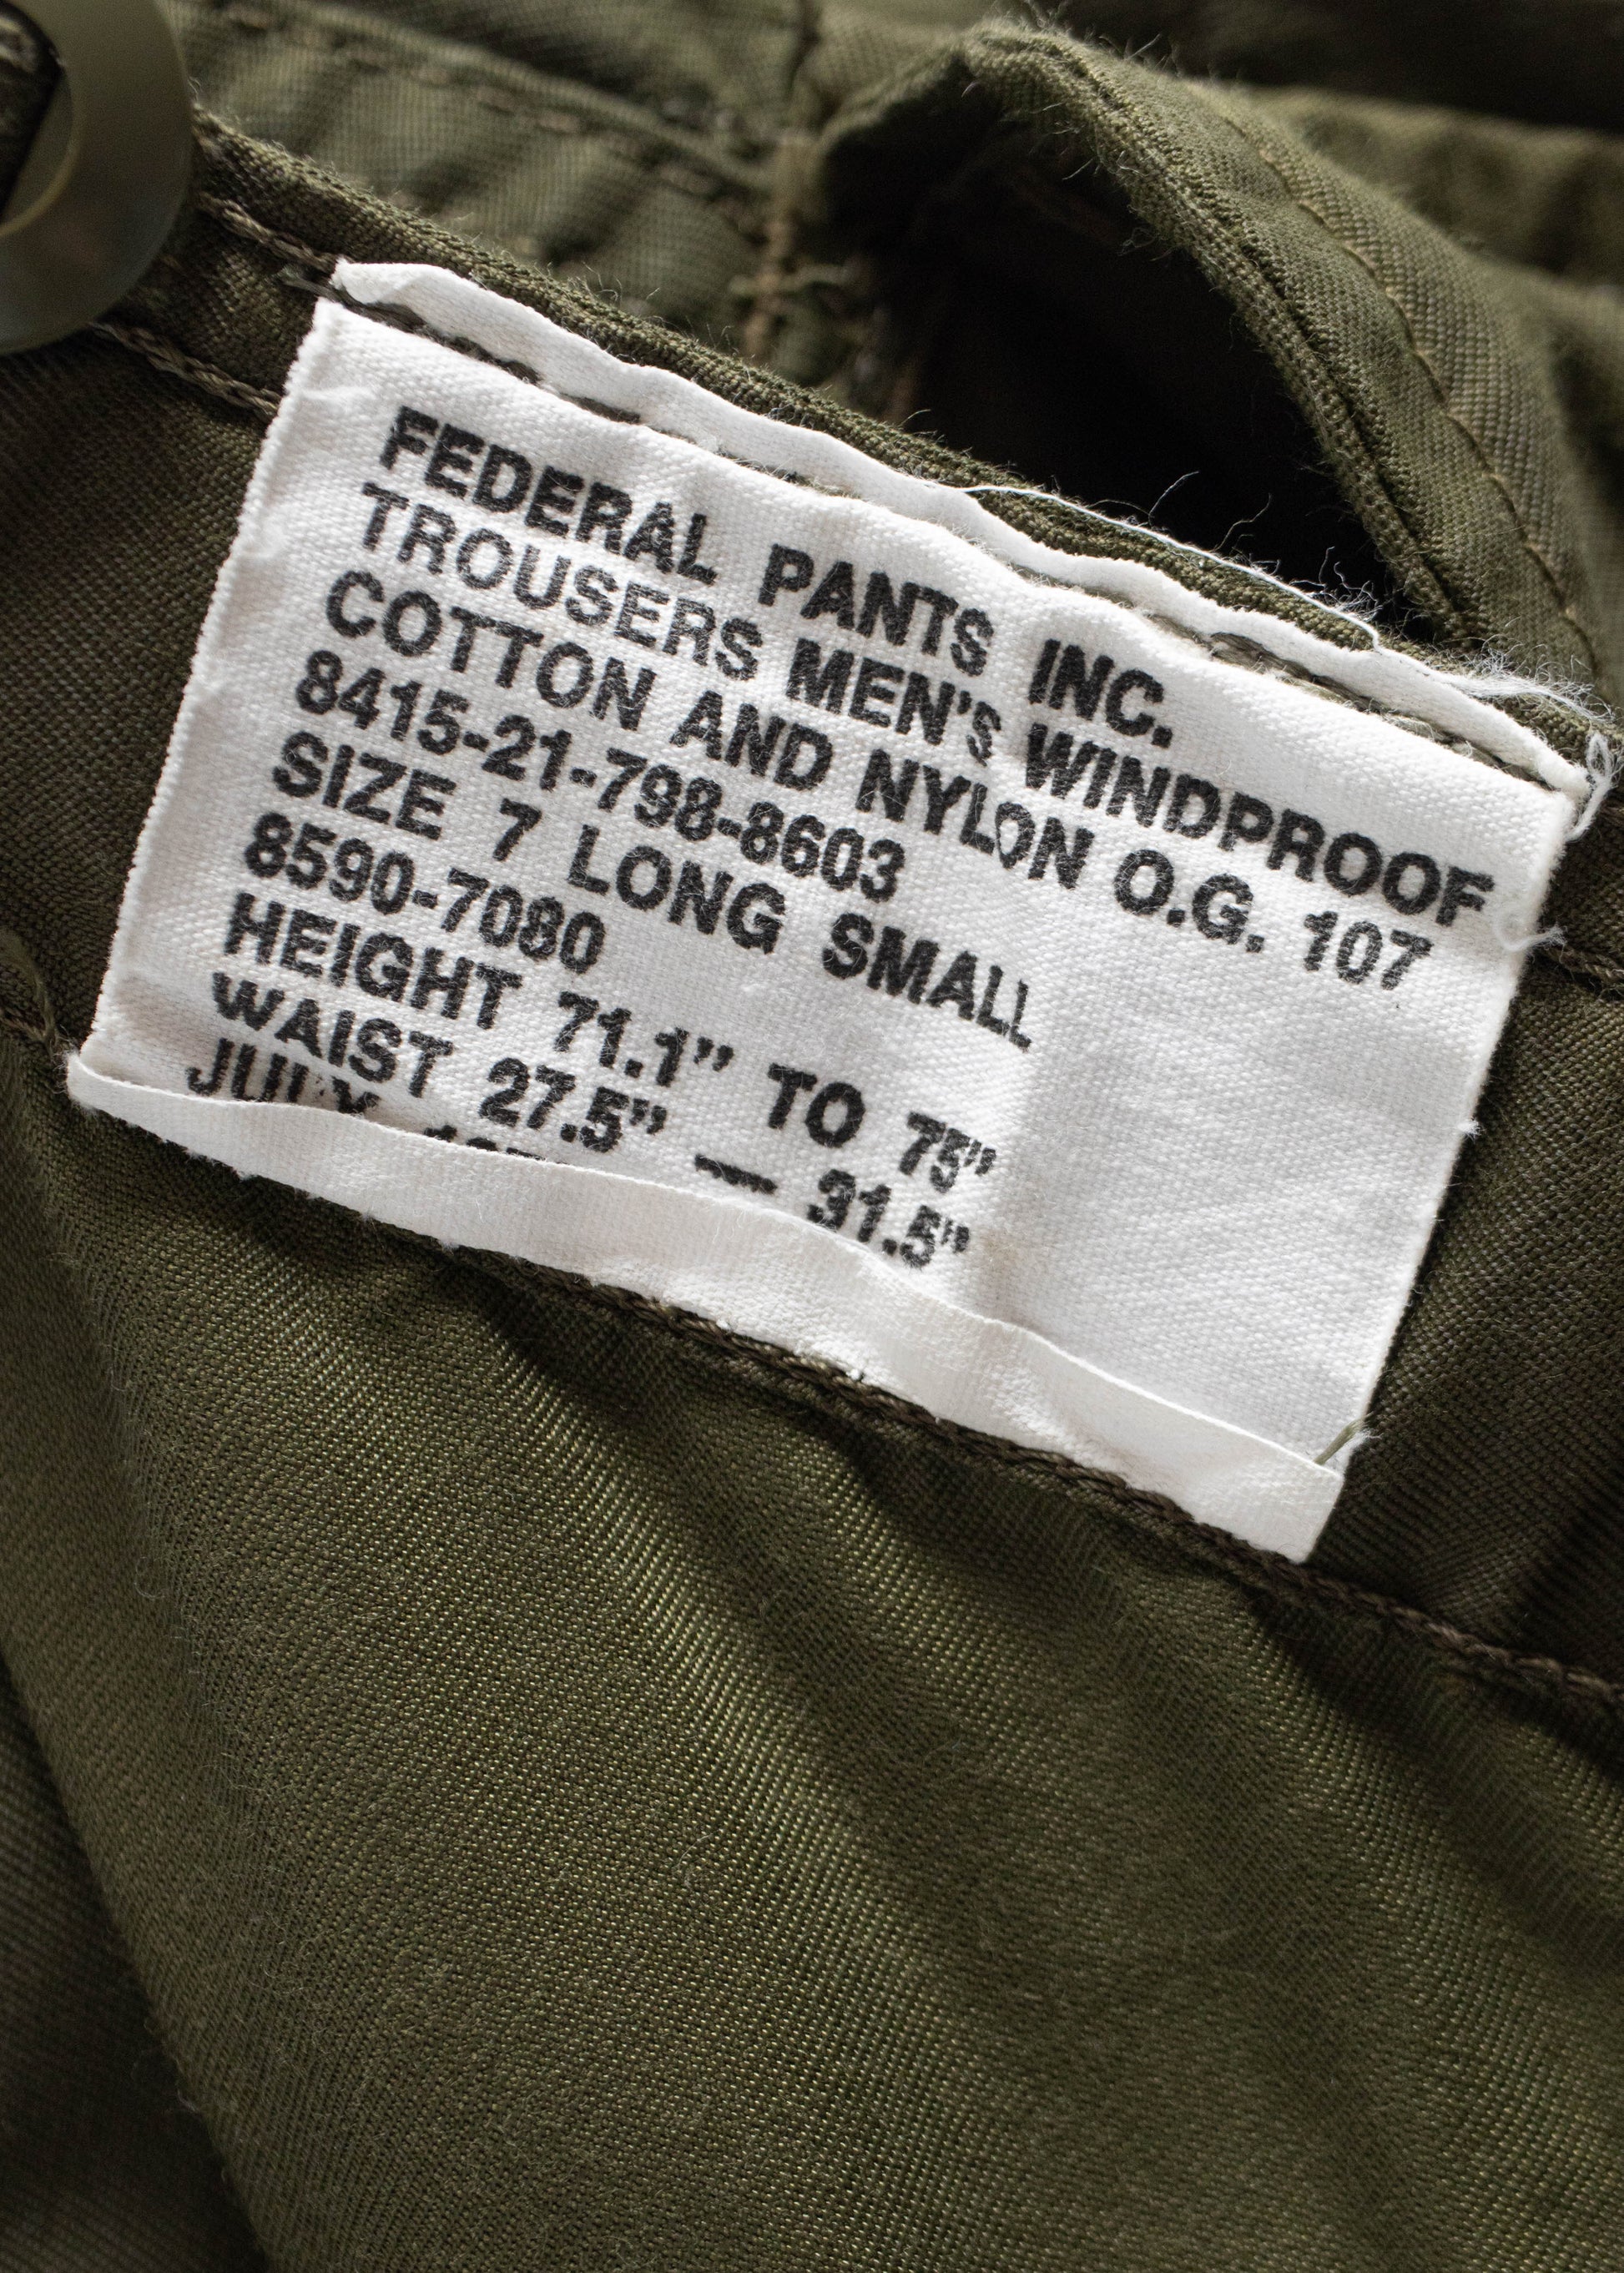 FEDERAL PANTS INC.
TROUSERS MEN'S WINDPROOF
COTTON AND NYLON O.G. 107
8415-21-798-8603
SIZE 7 LONG SMALL
8590-7080
HEIGHT 71.1” TO 75”
WAIST 27.5” — 31.5”
JULY